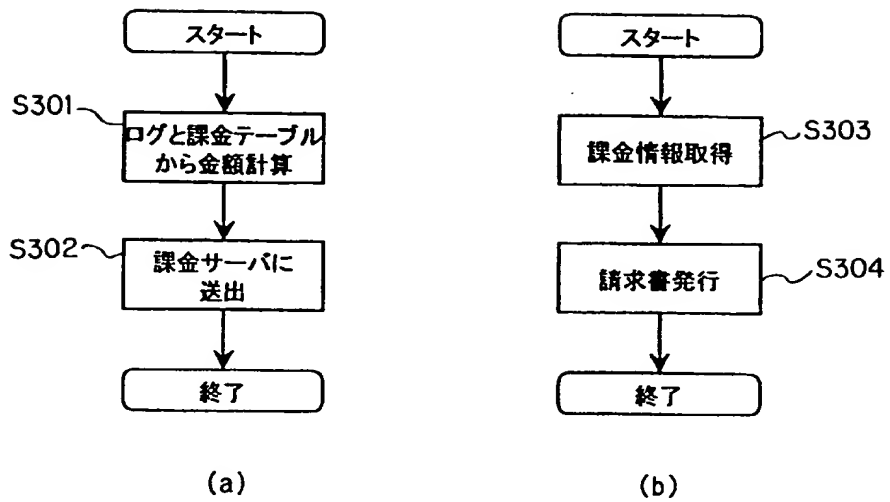 スタート
S301
ログと課金テーブル
から金額計算
S302
課金サーバに
送出
終了
(a)
スタート
課金情報取得
S303
請求書発行
S304
終了
(b)